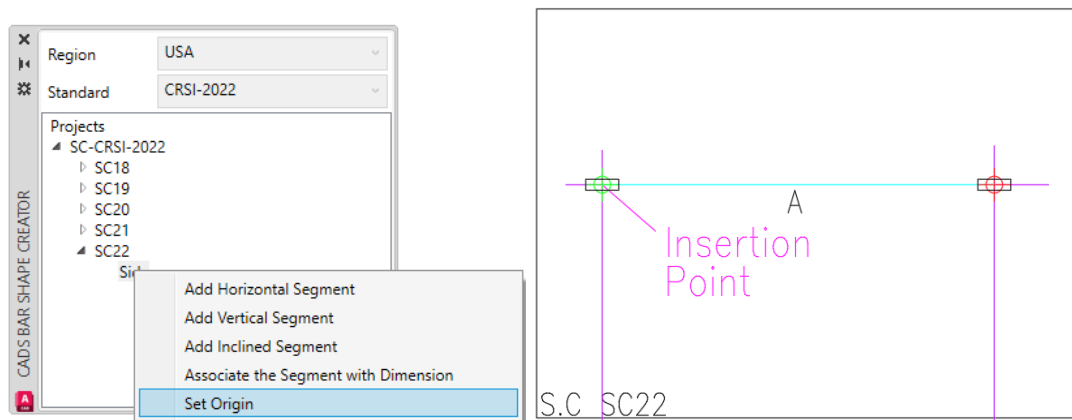 CADS BAR SHAPE CREATOR
Region
USA
Standard
CRSI-2022
Projects
SC-CRSI-2022
SC18
SC19
SC20
SC21
SC22
Add Horizontal Segment
Add Vertical Segment
Add Inclined Segment
Associate the Segment with Dimension
Set Origin
A
CAD
A
Insertion
Point
S.C SC22